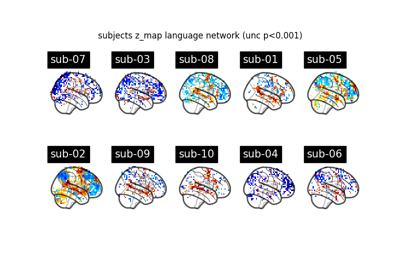 subjects z_map language network (unc p<0.001)
sub-07 sub-03 sub-08 sub-01 sub-05
sub-02 sub-09 sub-10 sub-04 sub-06